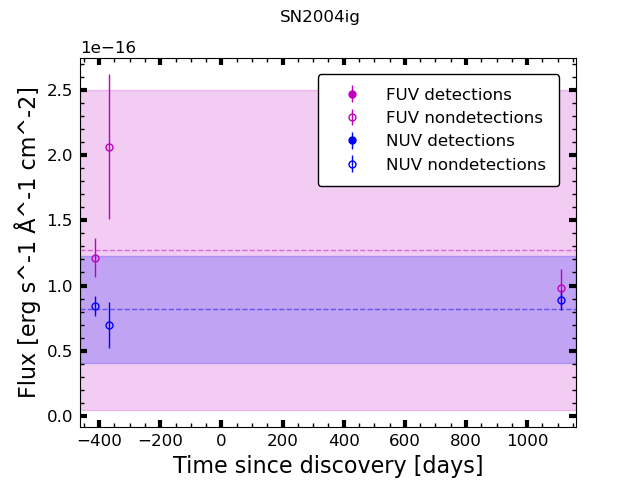 SN2004ig
1e−16
2.5
2.0
1.5
1.0
0.5
0.0
Flux [erg s^-1 Å^-1 cm^-2]
FUV detections
FUV nondetections
NUV detections
NUV nondetections
−400 −200 0 200 400 600 800 1000
Time since discovery [days]